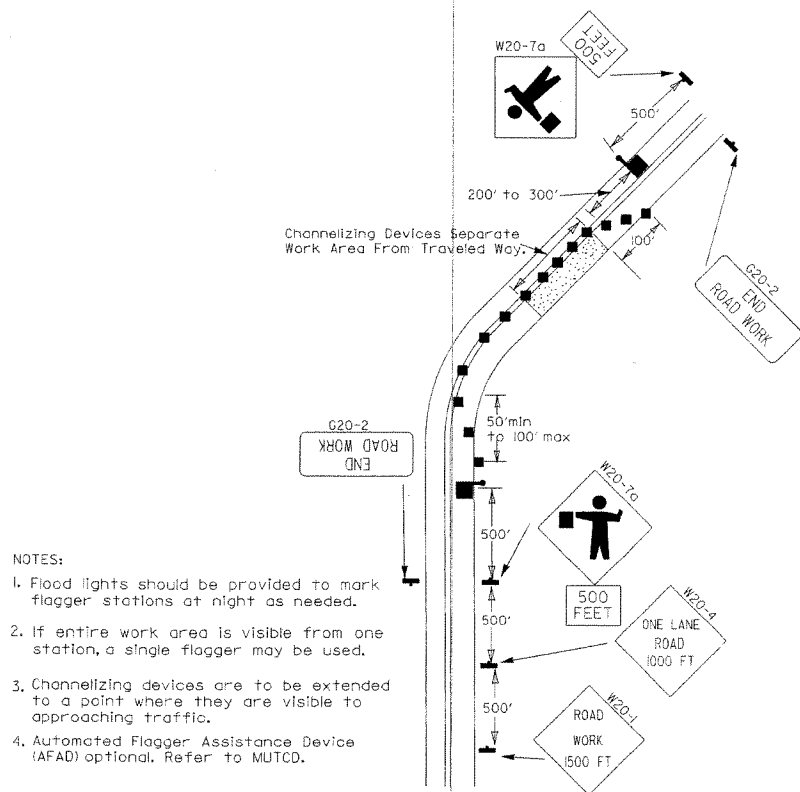 W20-7a
500
FEET
500'
200' to 300'
Channelizing Devices Separate
Work Area From Traveled Way.
100'
G20-2
END
ROAD WORK
G20-2
END
ROAD WORK
50'min
to 100' max
W20-7a
500'
500
FEET
500'
W20-4
ONE LANE
ROAD
1000 FT
500'
W20-1
ROAD
WORK
1500 FT
NOTES:
1. Flood lights should be provided to mark
flagger stations at night as needed.
2. If entire work area is visible from one
station, a single flagger may be used.
3. Channelizing devices are to be extended
to a point where they are visible to
approaching traffic.
4. Automated Flagger Assistance Device
(AFAD) optional. Refer to MUTCD.